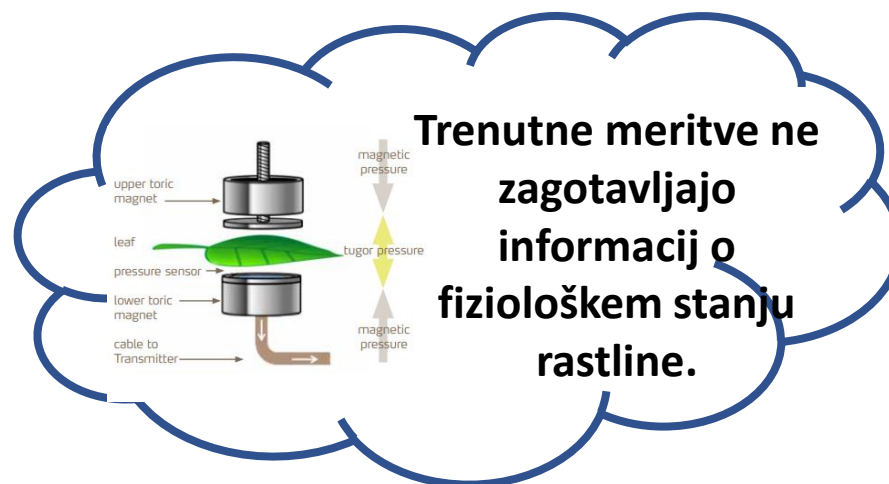 Trenutne meritve ne
zagotavljajo
informacij o
fiziološkem stanju
rastline.
magnetic
pressure
upper toric
magnet
leaf
tugor pressure
pressure sensor
lower toric
magnet
magnetic
pressure
cable to
Transmitter